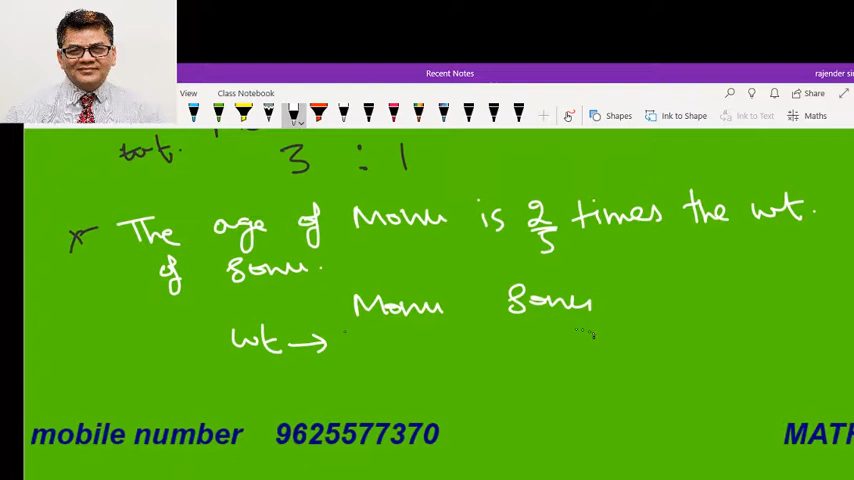 Recent Notes
rajender si
View Class Notebook
Share
Shapes Ink to Shape Ink to Text Maths
3 : 1
The age of Monu is 2/5 times the wt.
of Sonu.
Monu Sonu
wt →
mobile number 9625577370
MATH